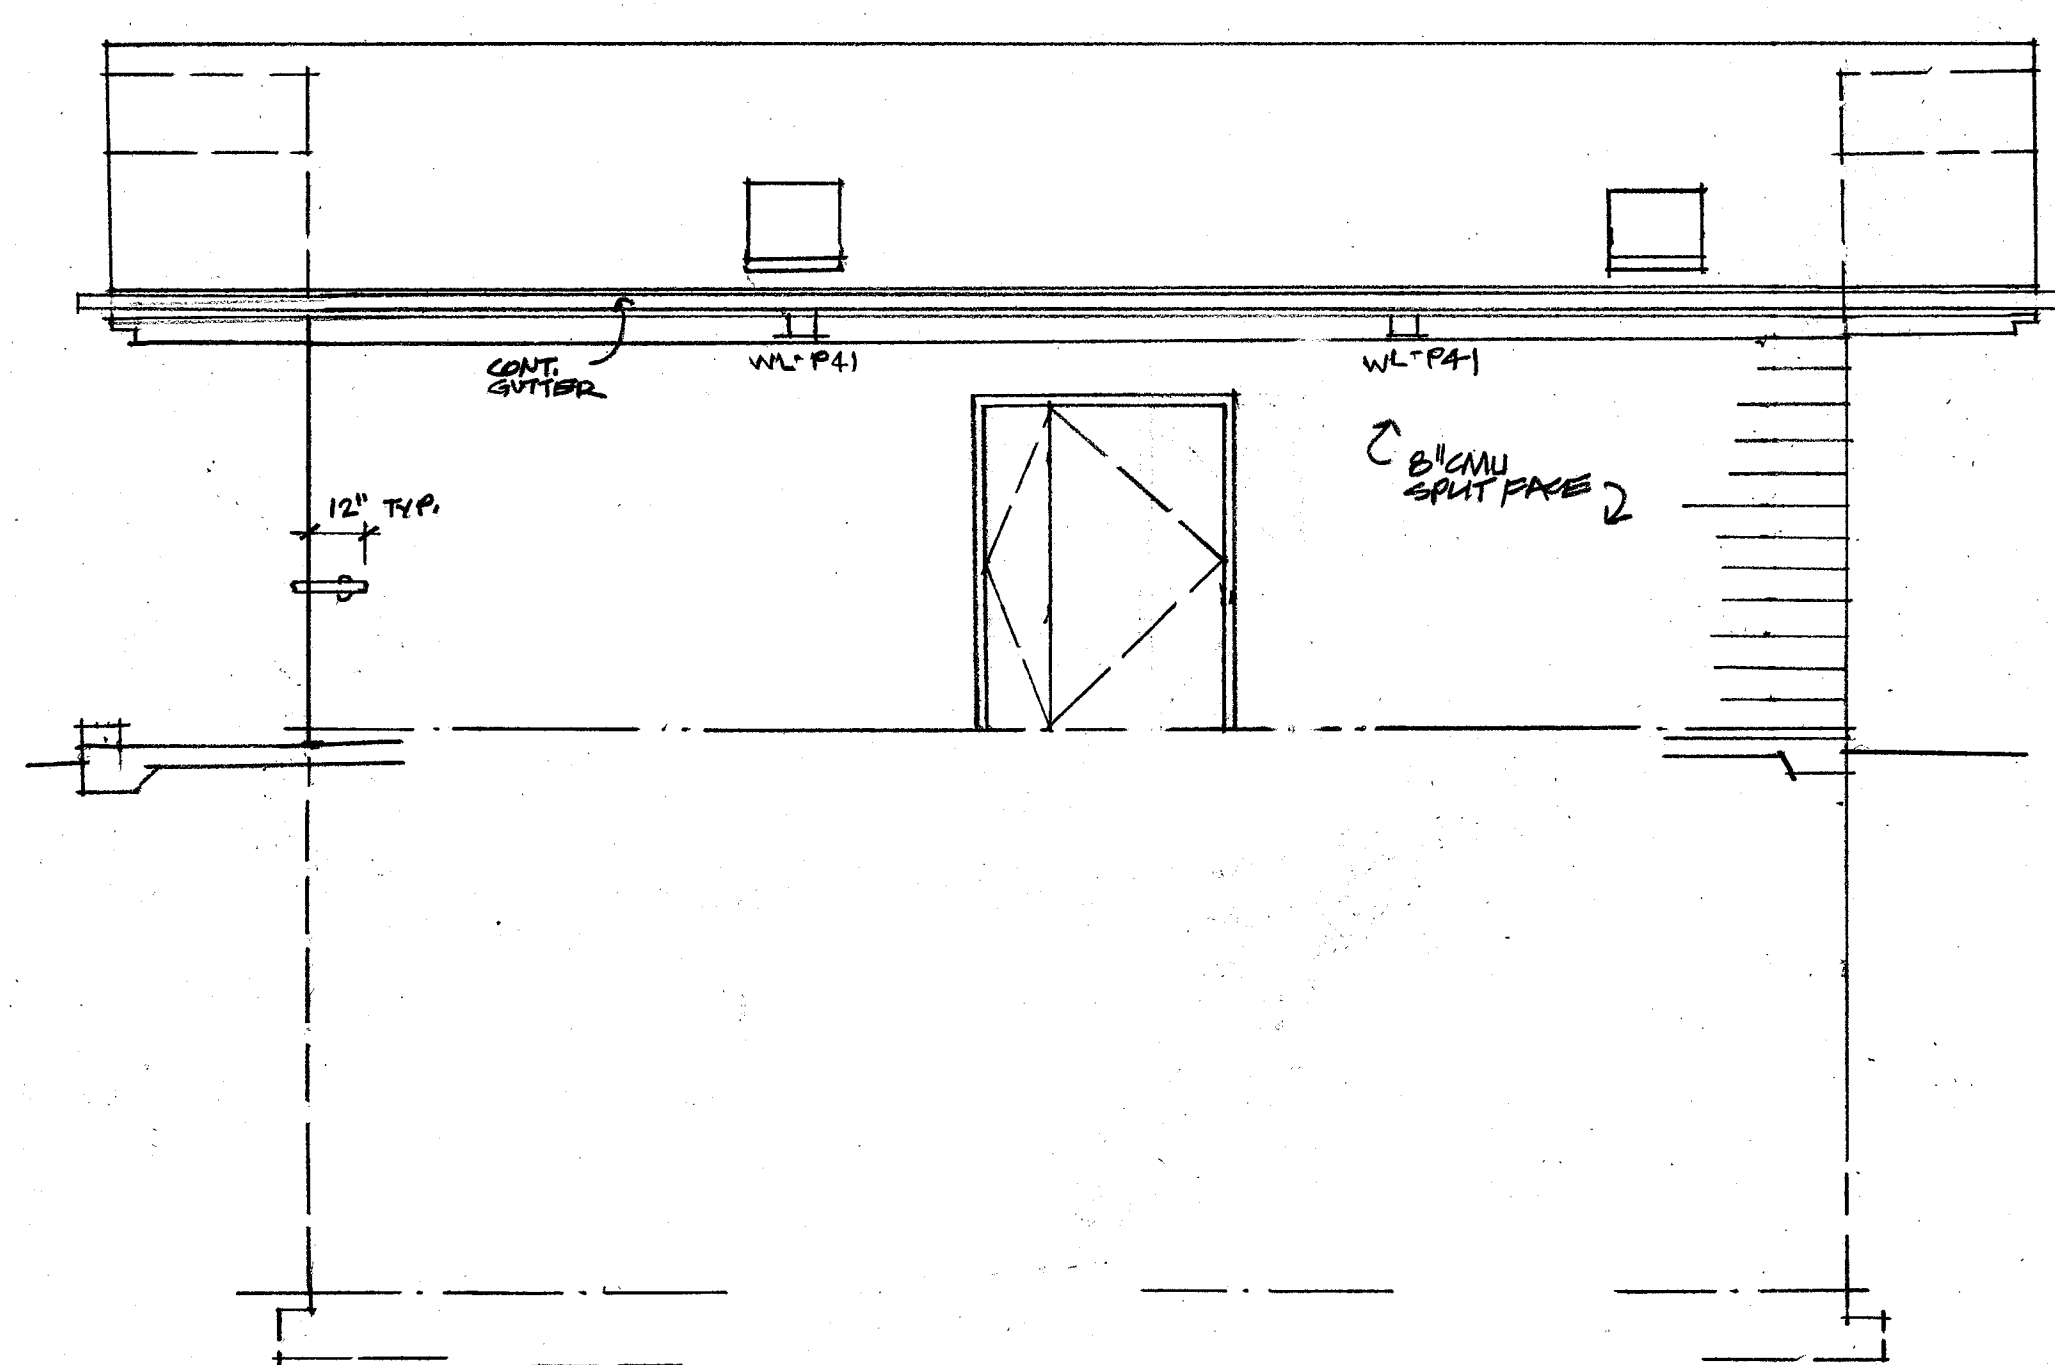 CONT.
GUTTER
WL-P41
WL-P41
8" CMU
SPLIT FACE
12" TYP.